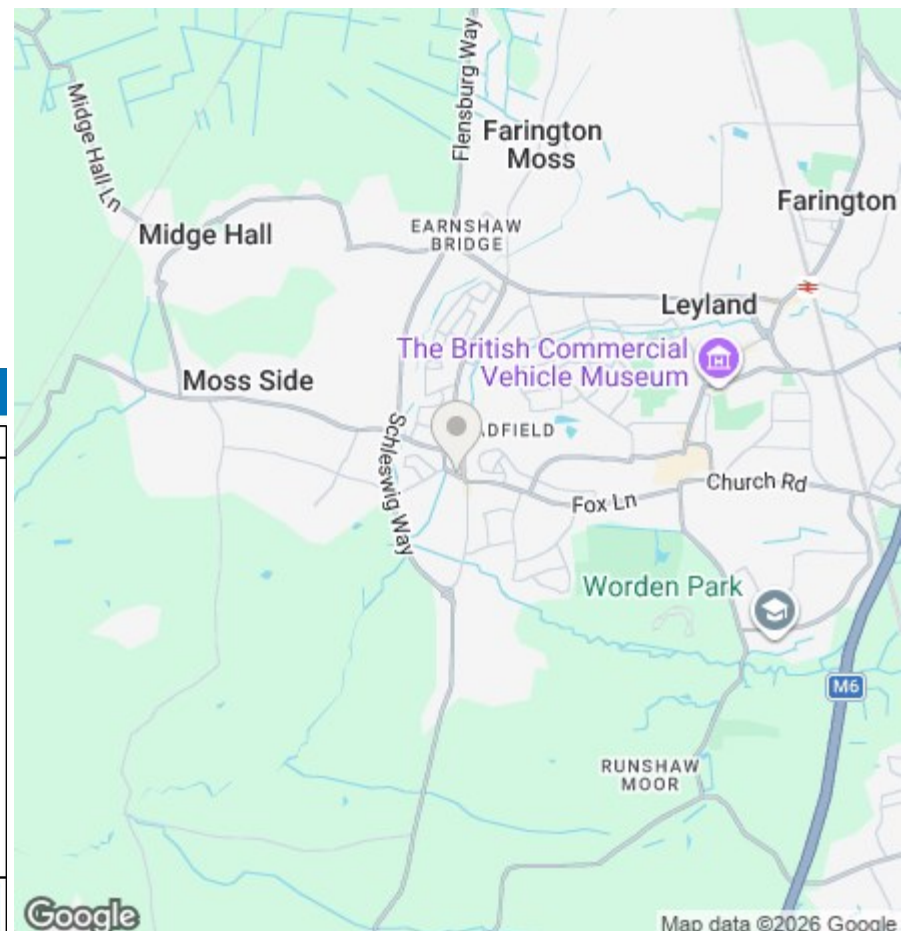 Flensburg Way
Farington
Moss
Midge Hall Ln
Farington
Midge Hall
EARNSHAW
BRIDGE
Leyland
The British Commercial
Vehicle Museum
Moss Side
ADFIELD
Schleswig Way
Church Rd
Fox Ln
Worden Park
M6
RUNSHAW
MOOR
Google
Map data ©2026 Google